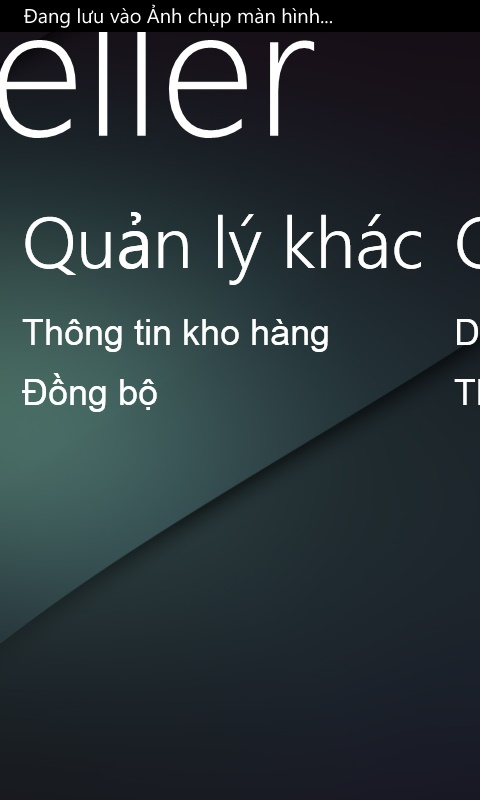 Đang lưu vào Ảnh chụp màn hình...
eller
Quản lý khác
Thông tin kho hàng
Đồng bộ